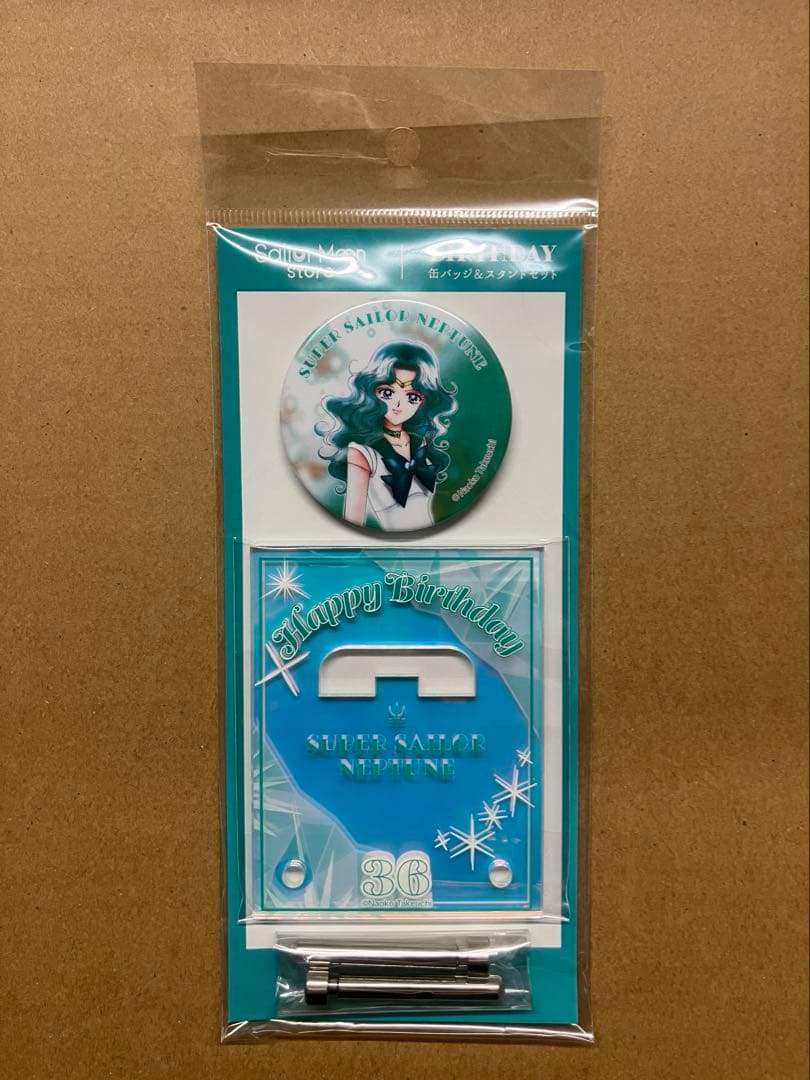 Sailor Moon
Store
BIRTHDAY
缶バッジ&スタンドセット
SUPER SAILOR NEPTUNE
©Naoko Takeuchi
Happy Birthday
SUPER SAILOR
NEPTUNE
36
©Naoko Takeuchi